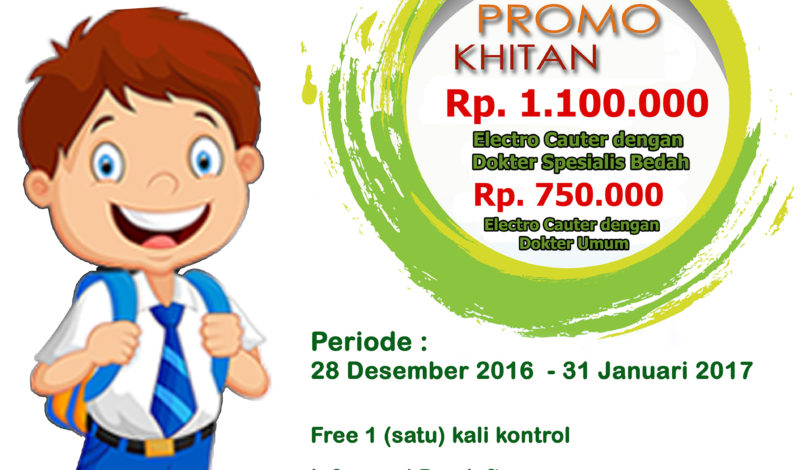 PROMO
KHITAN
Rp. 1.100.000
Electro Cauter dengan
Dokter Spesialis Bedah
Rp. 750.000
Electro Cauter dengan
Dokter Umum
Periode :
28 Desember 2016 - 31 Januari 2017
Free 1 (satu) kali kontrol